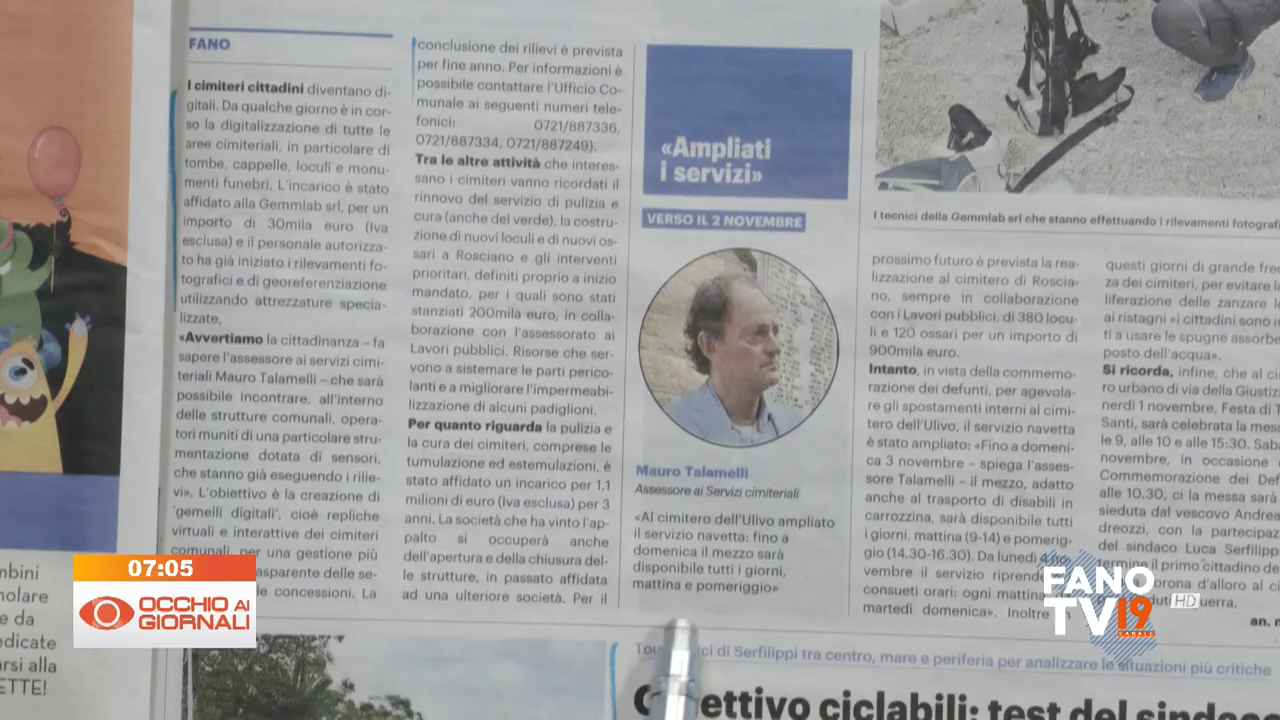 FANO
I cimiteri cittadini diventano di-
gitali. Da qualche giorno è in cor-
so la digitalizzazione di tutte le
aree cimiteriali, in particolare di
tombe, cappelle, loculi e monu-
menti funebri. L'incarico è stato
affidato alla Gemmlab srl, per un
importo di 30mila euro (Iva
esclusa) e il personale autorizza-
to ha già iniziato i rilevamenti fo-
tografici e di georeferenziazione
utilizzando attrezzature specia-
lizzate.
«Avvertiamo la cittadinanza – fa
sapere l'assessore ai servizi cimi-
teriali Mauro Talamelli – che sarà
possibile incontrare, all'interno
delle strutture comunali, opera-
tori muniti di una particolare stru-
mentazione dotata di sensori,
che stanno già eseguendo i rilie-
vi». L'obiettivo è la creazione di
'gemelli digitali', cioè repliche
virtuali e interattive dei cimiteri
comunali, per una gestione più
asparente delle se-
le concessioni. La
conclusione dei rilievi è prevista
per fine anno. Per informazioni è
possibile contattare l'Ufficio Co-
munale ai seguenti numeri tele-
fonici: 0721/887336,
0721/887334, 0721/887249).
Tra le altre attività che interes-
sano i cimiteri vanno ricordati il
rinnovo del servizio di pulizia e
cura (anche del verde), la costru-
zione di nuovi loculi e di nuovi os-
sari a Rosciano e gli interventi
prioritari, definiti proprio a inizio
mandato, per i quali sono stati
stanziati 200mila euro, in colla-
borazione con l'assessorato ai
Lavori pubblici. Risorse che ser-
vono a sistemare le parti perico-
lanti e a migliorare l'impermeabi-
lizzazione di alcuni padiglioni.
Per quanto riguarda la pulizia e
la cura dei cimiteri, comprese le
tumulazione ed estemulazioni, è
stato affidato un incarico per 1,1
milioni di euro (Iva esclusa) per 3
anni. La società che ha vinto l'ap-
palto si occuperà anche
dell'apertura e della chiusura del-
le strutture, in passato affidata
ad una ulteriore società. Per il
«Ampliati
i servizi»
VERSO IL 2 NOVEMBRE
Mauro Talamelli
Assessore ai Servizi cimiteriali
«Al cimitero dell'Ulivo ampliato
il servizio navetta: fino a
domenica il mezzo sarà
disponibile tutti i giorni,
mattina e pomeriggio»
I tecnici della Gemmlab srl che stanno effettuando i rilevamenti fotografi
prossimo futuro è prevista la rea-
lizzazione al cimitero di Roscia-
no, sempre in collaborazione
con i Lavori pubblici, di 380 locu-
li e 120 ossari per un importo di
900mila euro.
Intanto, in vista della commemo-
razione dei defunti, per agevola-
re gli spostamenti interni al cimi-
tero dell'Ulivo, il servizio navetta
è stato ampliato: «Fino a domeni-
ca 3 novembre – spiega l'asses-
sore Talamelli – il mezzo, adatto
anche al trasporto di disabili in
carrozzina, sarà disponibile tutti
i giorni, mattina (9-14) e pomerig-
gio (14.30-16.30). Da lunedì 4 no-
vembre il servizio riprende
consueti orari: ogni mattina
martedì domenica». Inoltre in
questi giorni di grande fre
za dei cimiteri, per evitare l
liferazione delle zanzare
ai ristagni «i cittadini sono
ti a usare le spugne assorbe
posto dell'acqua».
Si ricorda, infine, che al ci
ro urbano di via della Giustiz
nerdì 1 novembre, Festa di T
Santi, sarà celebrata la mess
le 9, alle 10 e alle 15:30. Saba
novembre, in occasione
Commemorazione dei Def
alle 10.30, ci la messa sarà
sieduta dal vescovo Andrea
dreozzi, con la partecipaz
del sindaco Luca Serfilipp
termina il primo cittadino de
corona d'alloro al c
duti guerra.
an. m
ci di Serfilippi tra centro, mare e periferia per analizzare le situazioni più critiche
ettivo ciclabili: test del sindac
mbini
olare
e da
edicate
arsi alla
ETTE!
07:05
OCCHIO AI
GIORNALI
FANO
TV19 HD
CANALE